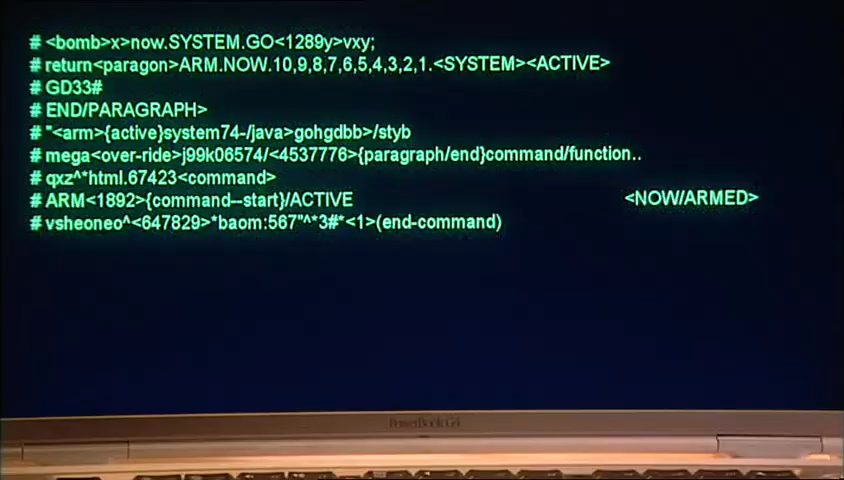 # <bomb>x>now.SYSTEM.GO<1289y>vxy;
# return<paragon>ARM.NOW.10,9,8,7,6,5,4,3,2,1.<SYSTEM><ACTIVE>
# GD33#
# END/PARAGRAPH>
# "<arm>{active}system74-/java>gohgdbb>/styb
# mega<over-ride>j99k06574/<4537776>{paragraph/end}command/function..
# qxz^*html.67423<command>
# ARM<1892>{command--start}/ACTIVE <NOW/ARMED>
# vsheoneo^<647829>*baom:567"^*3#*<1>(end-command)
PowerBook G4